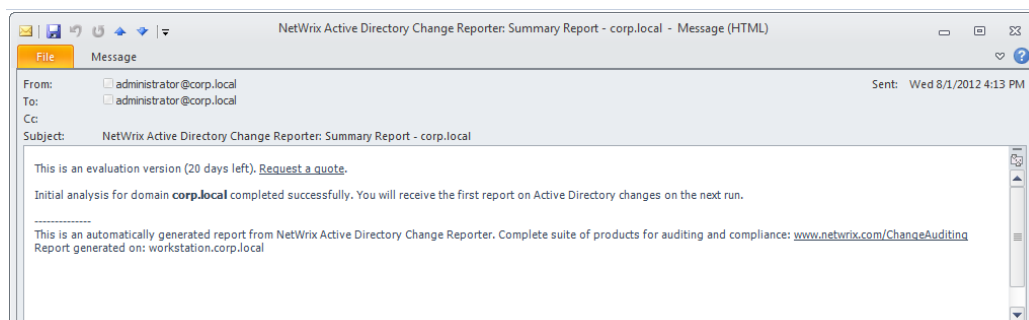 NetWrix Active Directory Change Reporter: Summary Report - corp.local - Message (HTML)
File Message
From: administrator@corp.local Sent: Wed 8/1/2012 4:13 PM
To: administrator@corp.local
Cc:
Subject: NetWrix Active Directory Change Reporter: Summary Report - corp.local
This is an evaluation version (20 days left). Request a quote.
Initial analysis for domain corp.local completed successfully. You will receive the first report on Active Directory changes on the next run.
--------------
This is an automatically generated report from NetWrix Active Directory Change Reporter. Complete suite of products for auditing and compliance: www.netwrix.com/ChangeAuditing
Report generated on: workstation.corp.local